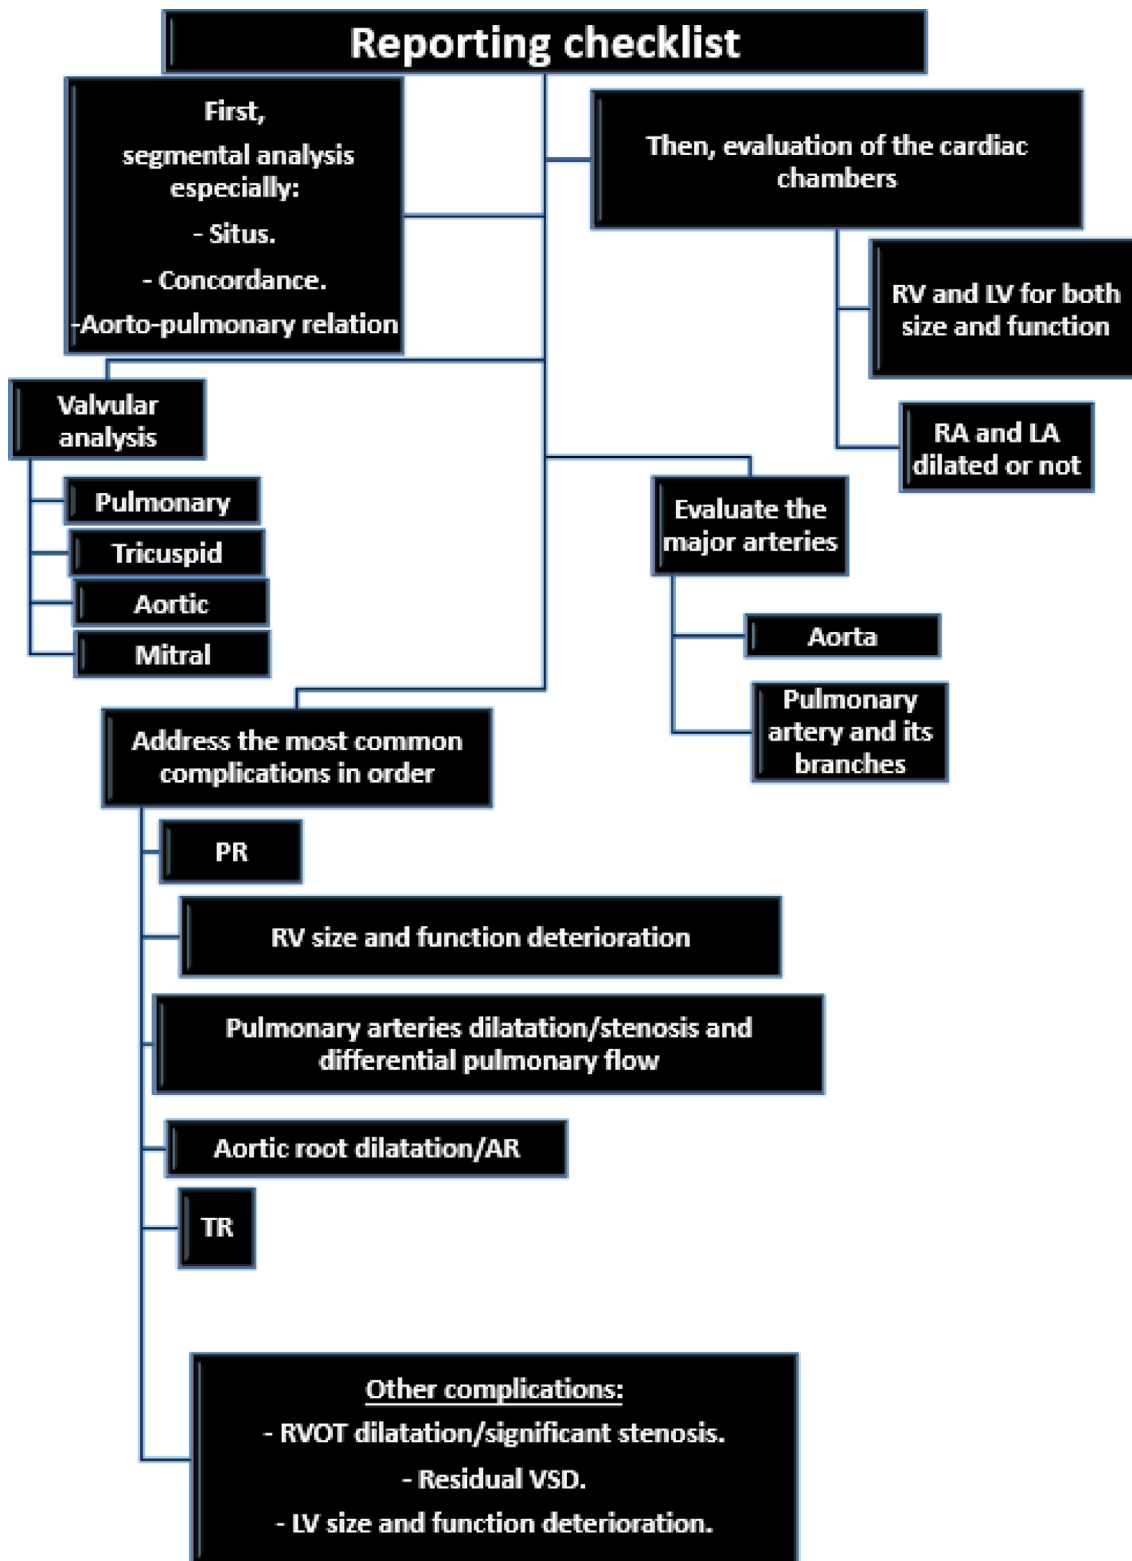 Reporting checklist
First,
segmental analysis
especially:
- Situs.
- Concordance.
-Aorto-pulmonary relation
Then, evaluation of the cardiac
chambers
RV and LV for both
size and function
RA and LA
dilated or not
Valvular
analysis
Pulmonary
Tricuspid
Aortic
Mitral
Evaluate the
major arteries
Aorta
Pulmonary
artery and its
branches
Address the most common
complications in order
PR
RV size and function deterioration
Pulmonary arteries dilatation/stenosis and
differential pulmonary flow
Aortic root dilatation/AR
TR
Other complications:
- RVOT dilatation/significant stenosis.
- Residual VSD.
- LV size and function deterioration.